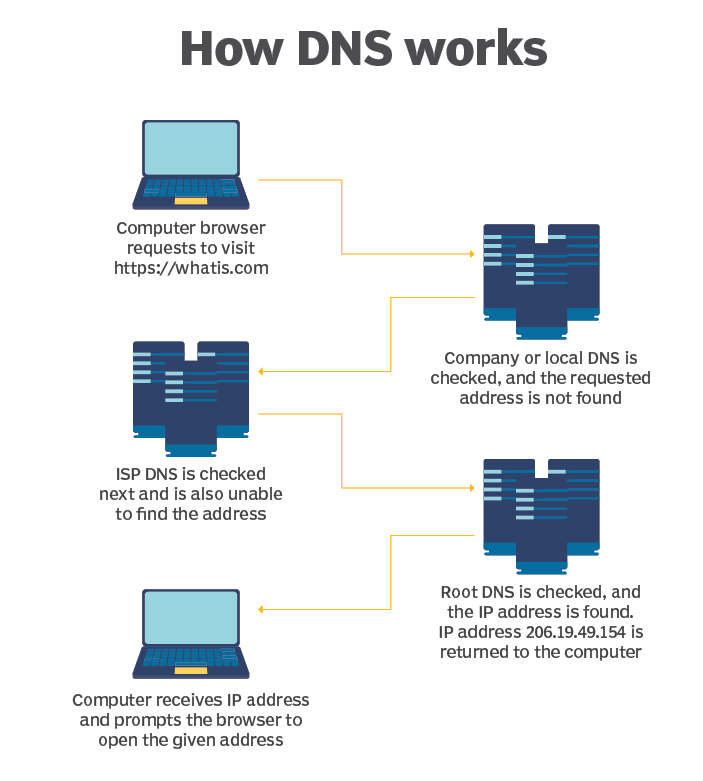 How DNS works
Computer browser
requests to visit
https://whatis.com
Company or local DNS is
checked, and the requested
address is not found
ISP DNS is checked
next and is also unable
to find the address
Root DNS is checked, and
the IP address is found.
IP address 206.19.49.154 is
returned to the computer
Computer receives IP address
and prompts the browser to
open the given address